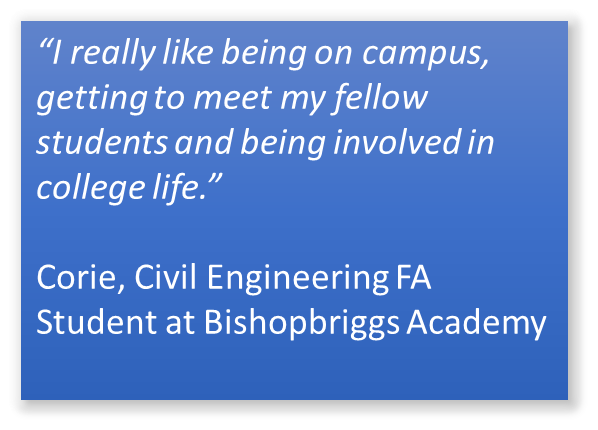 “I really like being on campus,
getting to meet my fellow
students and being involved in
college life.”
Corie, Civil Engineering FA
Student at Bishopbriggs Academy